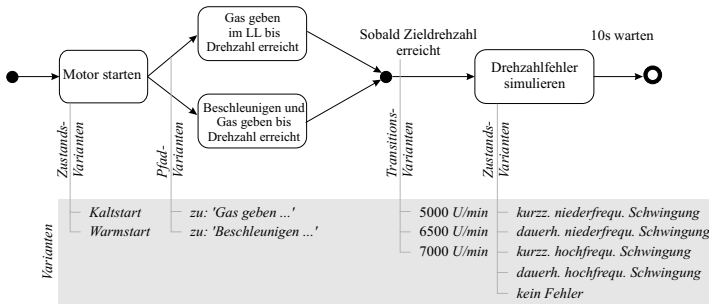 Gas geben
im LL bis
Drehzahl erreicht
Sobald Zieldrehzahl
erreicht
10s warten
Motor starten
Drehzahlfehler
simulieren
Beschleunigen und
Gas geben bis
Drehzahl erreicht
Zustands-
Varianten
Pfad-
Varianten
Transitions-
Varianten
Zustands-
Varianten
Varianten
Kaltstart
Warmstart
zu: 'Gas geben ...'
zu: 'Beschleunigen ...'
5000 U/min
6500 U/min
7000 U/min
kurzz. niederfrequ. Schwingung
dauerh. niederfrequ. Schwingung
kurzz. hochfrequ. Schwingung
dauerh. hochfrequ. Schwingung
kein Fehler